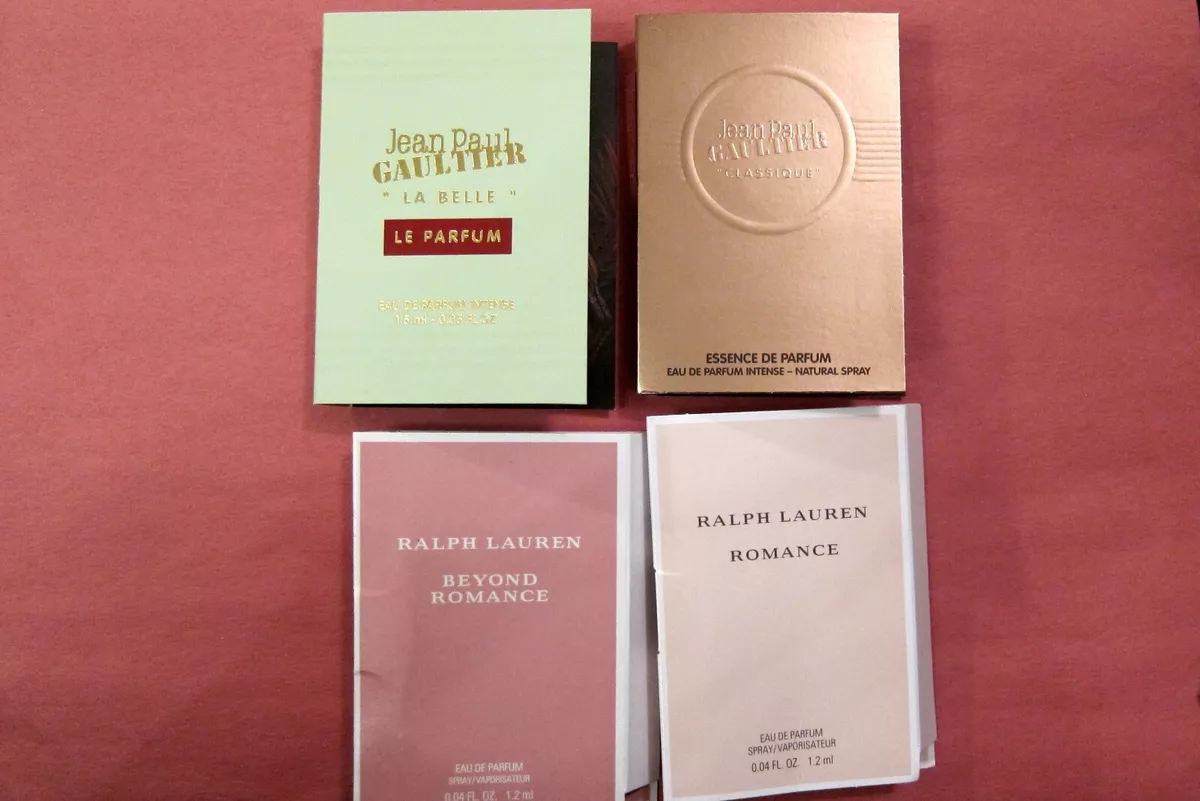 Jean Paul
GAULTIER
" LA BELLE "
LE PARFUM
EAU DE PARFUM INTENSE
1.5 ml - 0.05 FL.OZ
Jean Paul
GAULTIER
"CLASSIQUE"
ESSENCE DE PARFUM
EAU DE PARFUM INTENSE – NATURAL SPRAY
RALPH LAUREN
BEYOND
ROMANCE
EAU DE PARFUM
SPRAY/VAPORISATEUR
0.04 FL. OZ. 1.2 ml
RALPH LAUREN
ROMANCE
EAU DE PARFUM
SPRAY/VAPORISATEUR
0.04 FL. OZ. 1.2 ml